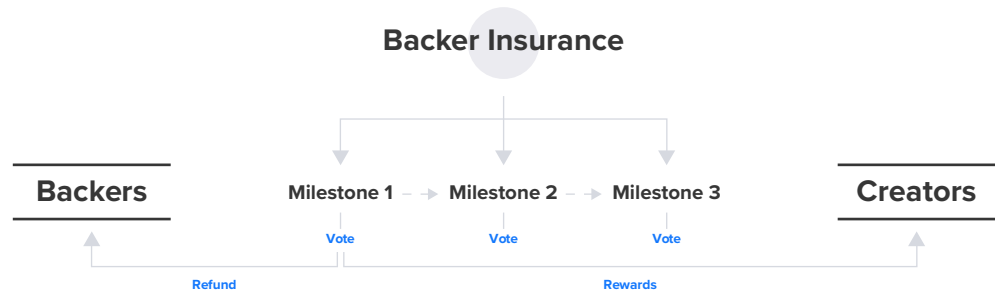 Backer Insurance
Backers
Milestone 1
Milestone 2
Milestone 3
Creators
Vote
Vote
Vote
Refund
Rewards